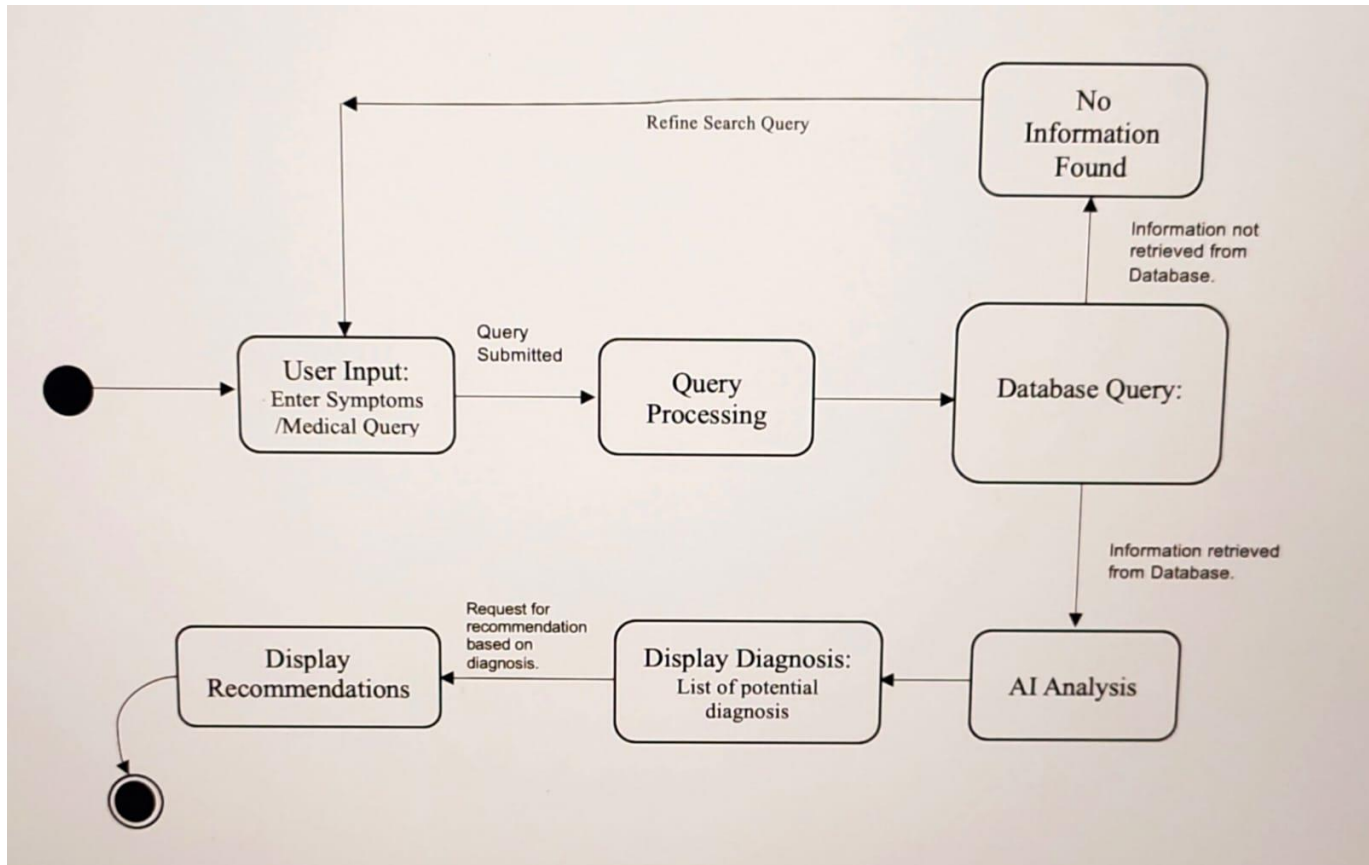 No
Information
Found
Refine Search Query
Information not
retrieved from
Database.
User Input:
Enter Symptoms
/Medical Query
Query
Submitted
Query
Processing
Database Query:
Information retrieved
from Database.
Display
Recommendations
Request for
recommendation
based on
diagnosis.
Display Diagnosis:
List of potential
diagnosis
AI Analysis